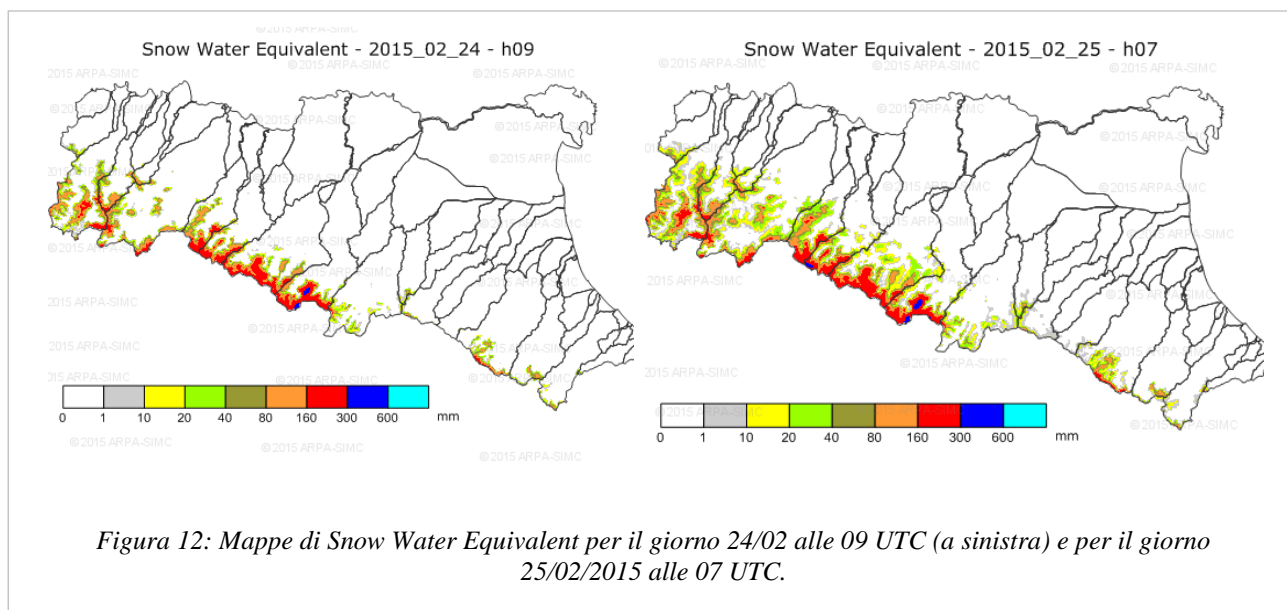 Snow Water Equivalent - 2015_02_24 - h09
Snow Water Equivalent - 2015_02_25 - h07
©2015 ARPA-SIMC
0 1 10 20 40 80 160 300 600 mm
0 1 10 20 40 80 160 300 600 mm
Figura 12: Mappe di Snow Water Equivalent per il giorno 24/02 alle 09 UTC (a sinistra) e per il giorno
25/02/2015 alle 07 UTC.